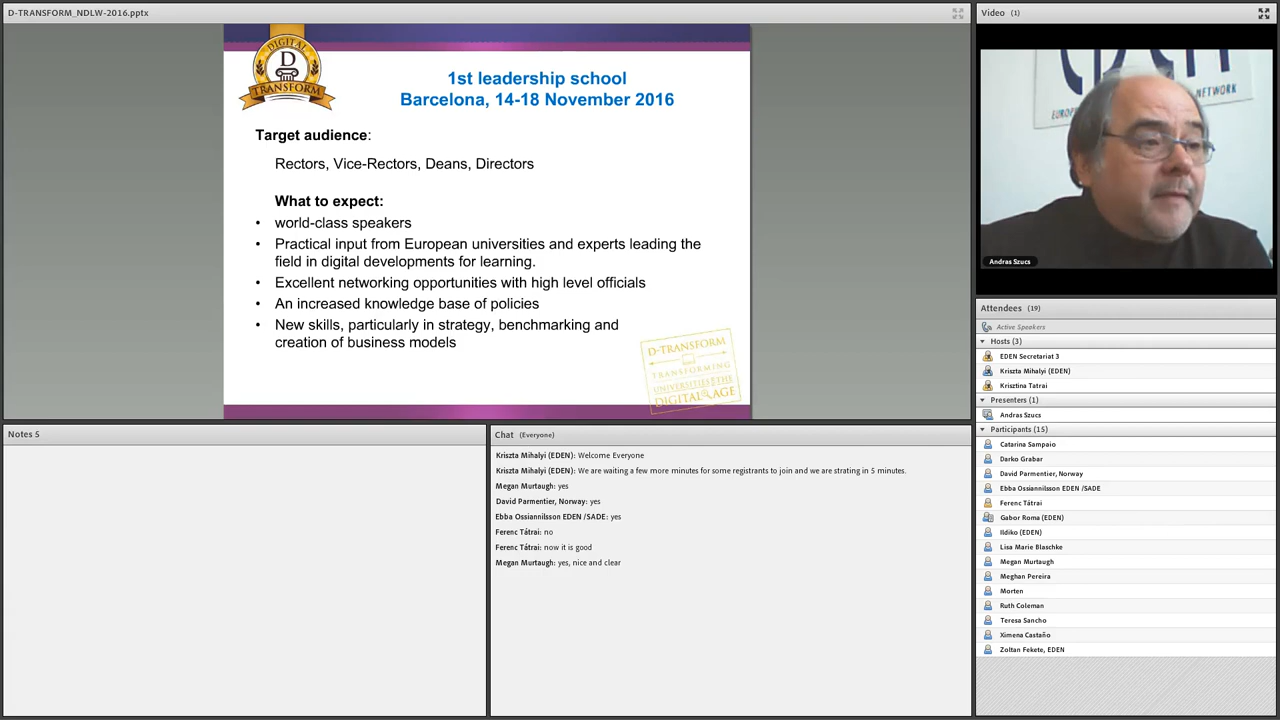 D-TRANSFORM_NDLW-2016.pptx
DIGITAL
D
TRANSFORM
1st leadership school
Barcelona, 14-18 November 2016
Target audience:
Rectors, Vice-Rectors, Deans, Directors
What to expect:
• world-class speakers
• Practical input from European universities and experts leading the
field in digital developments for learning.
• Excellent networking opportunities with high level officials
• An increased knowledge base of policies
• New skills, particularly in strategy, benchmarking and
creation of business models
D-TRANSFORM
TRANSFORMING
UNIVERSITIES THE
DIGITAL AGE
Video (1)
NETWORK
Andras Szucs
Attendees (19)
Active Speakers
Hosts (3)
EDEN Secretariat 3
Kriszta Mihalyi (EDEN)
Krisztina Tatrai
Presenters (1)
Andras Szucs
Participants (15)
Catarina Sampaio
Darko Grabar
David Parmentier, Norway
Ebba Ossiannilsson EDEN /SADE
Ferenc Tátrai
Gabor Roma (EDEN)
Ildiko (EDEN)
Lisa Marie Blaschke
Megan Murtaugh
Meghan Pereira
Morten
Ruth Coleman
Teresa Sancho
Ximena Castaño
Zoltan Fekete, EDEN
Notes 5
Chat (Everyone)
Kriszta Mihalyi (EDEN): Welcome Everyone
Kriszta Mihalyi (EDEN): We are waiting a few more minutes for some registrants to join and we are strating in 5 minutes.
Megan Murtaugh: yes
David Parmentier, Norway: yes
Ebba Ossiannilsson EDEN /SADE: yes
Ferenc Tátrai: no
Ferenc Tátrai: now it is good
Megan Murtaugh: yes, nice and clear